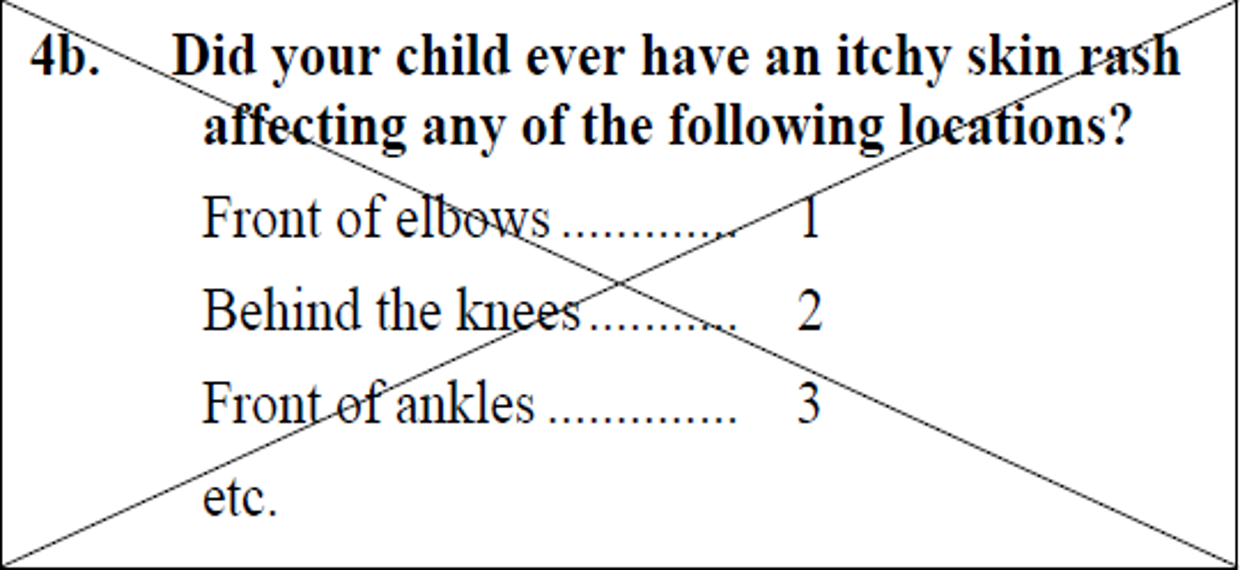 4b. Did your child ever have an itchy skin rash
affecting any of the following locations?
Front of elbows ............. 1
Behind the knees ........... 2
Front of ankles .............. 3
etc.